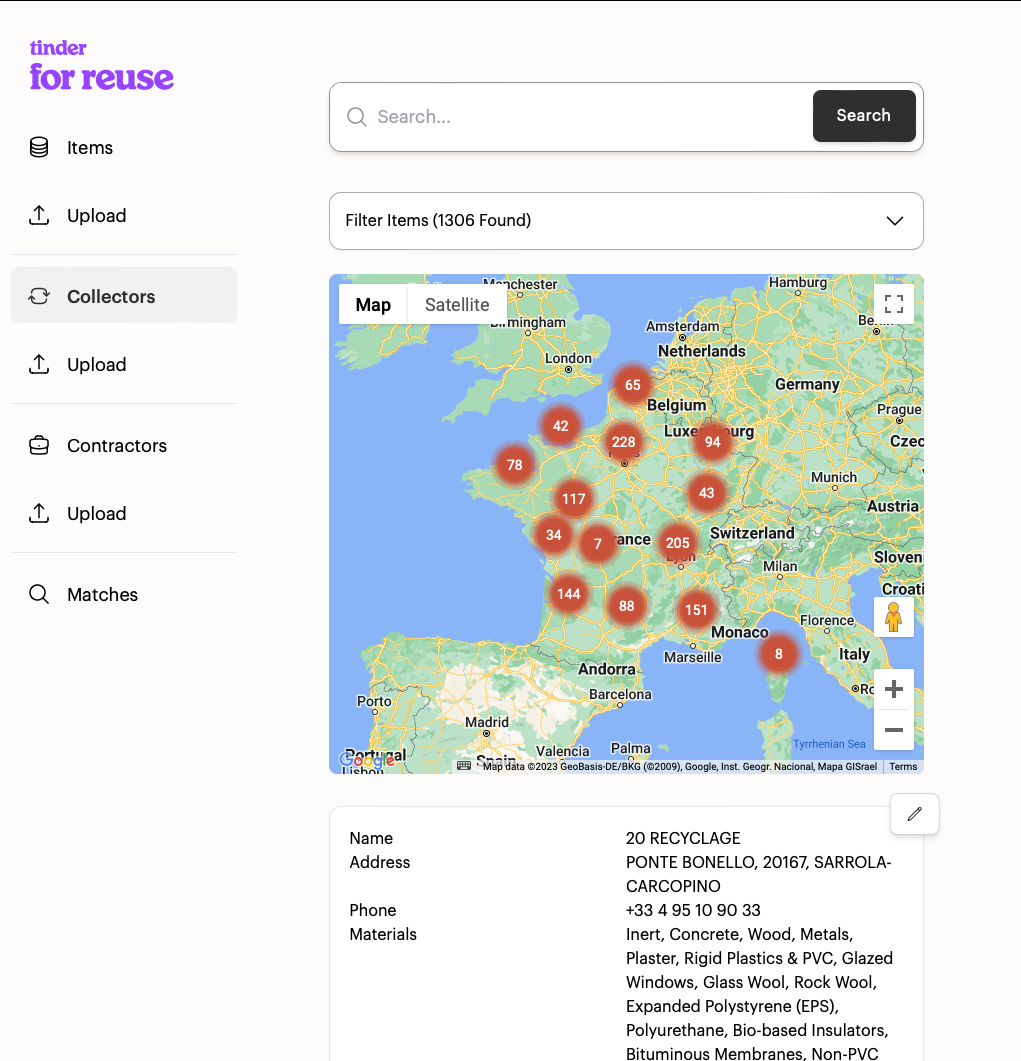 tinder
for reuse
Items
Upload
Collectors
Upload
Contractors
Upload
Matches
Search...
Search
Filter Items (1306 Found)
Map
Satellite
Manchester
Birmingham
London
Hamburg
Amsterdam
Netherlands
Germany
Belgium
Prague
Munich
Austria
Switzerland
Milan
Monaco
Florence
Italy
Marseille
Andorra
Barcelona
Porto
Madrid
Valencia
Palma
Portugal
Spain
Lisbon
Lyon
Tyrrhenian Sea
65
42
228
94
78
117
43
34
7
205
144
88
151
8
Google
Map data ©2023 GeoBasis-DE/BKG (©2009), Google, Inst. Geogr. Nacional, Mapa GISrael
Terms
Name
20 RECYCLAGE
Address
PONTE BONELLO, 20167, SARROLA-
CARCOPINO
Phone
+33 4 95 10 90 33
Materials
Inert, Concrete, Wood, Metals,
Plaster, Rigid Plastics & PVC, Glazed
Windows, Glass Wool, Rock Wool,
Expanded Polystyrene (EPS),
Polyurethane, Bio-based Insulators,
Bituminous Membranes, Non-PVC